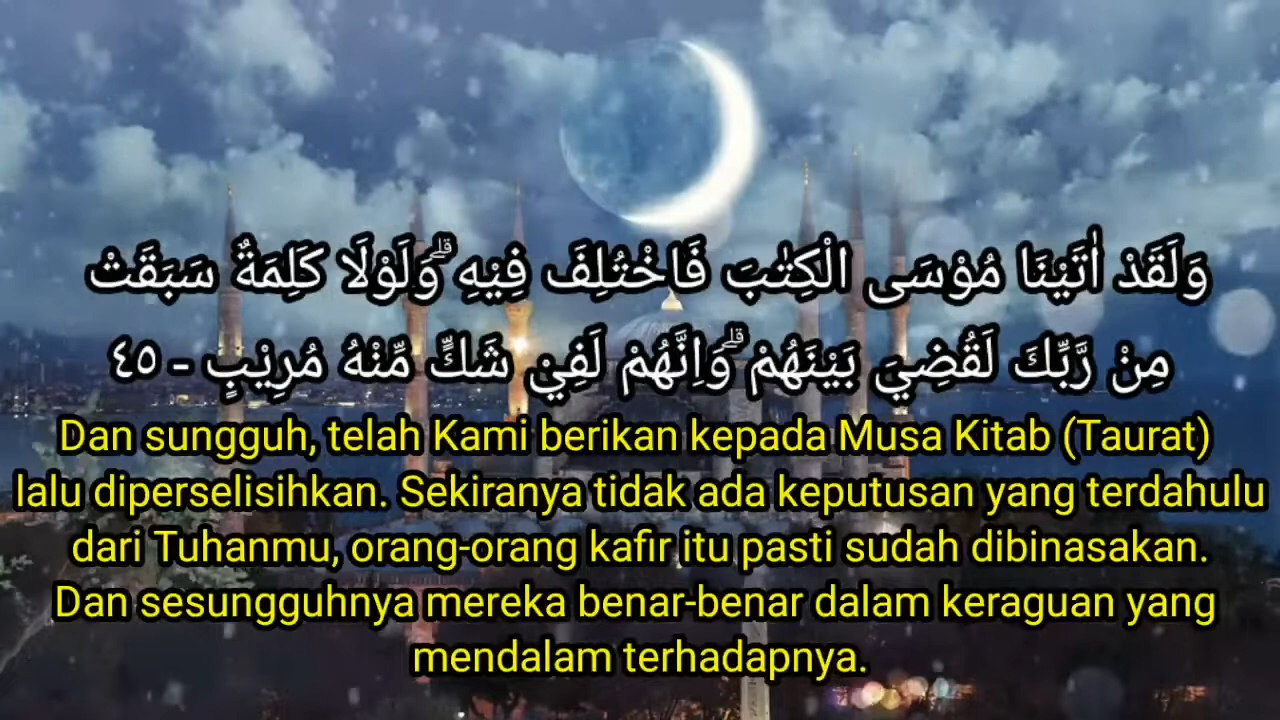 وَلَقَدْ اٰتَيْنَا مُوْسَى الْكِتٰبَ فَاخْتُلِفَ فِيْهِ ۗوَلَوْلَا كَلِمَةٌ سَبَقَتْ
مِنْ رَّبِّكَ لَقُضِيَ بَيْنَهُمْ ۗوَاِنَّهُمْ لَفِيْ شَكٍّ مِّنْهُ مُرِيْبٍ - ٤٥
Dan sungguh, telah Kami berikan kepada Musa Kitab (Taurat)
lalu diperselisihkan. Sekiranya tidak ada keputusan yang terdahulu
dari Tuhanmu, orang-orang kafir itu pasti sudah dibinasakan.
Dan sesungguhnya mereka benar-benar dalam keraguan yang
mendalam terhadapnya.